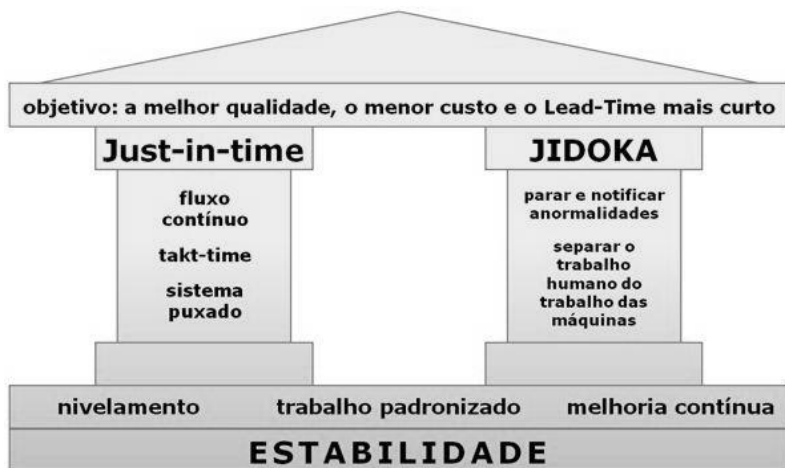 objetivo: a melhor qualidade, o menor custo e o Lead-Time mais curto
Just-in-time
fluxo
contínuo
takt-time
sistema
puxado
JIDOKA
parar e notificar
anormalidades
separar o
trabalho
humano do
trabalho das
máquinas
nivelamento trabalho padronizado melhoria contínua
ESTABILIDADE